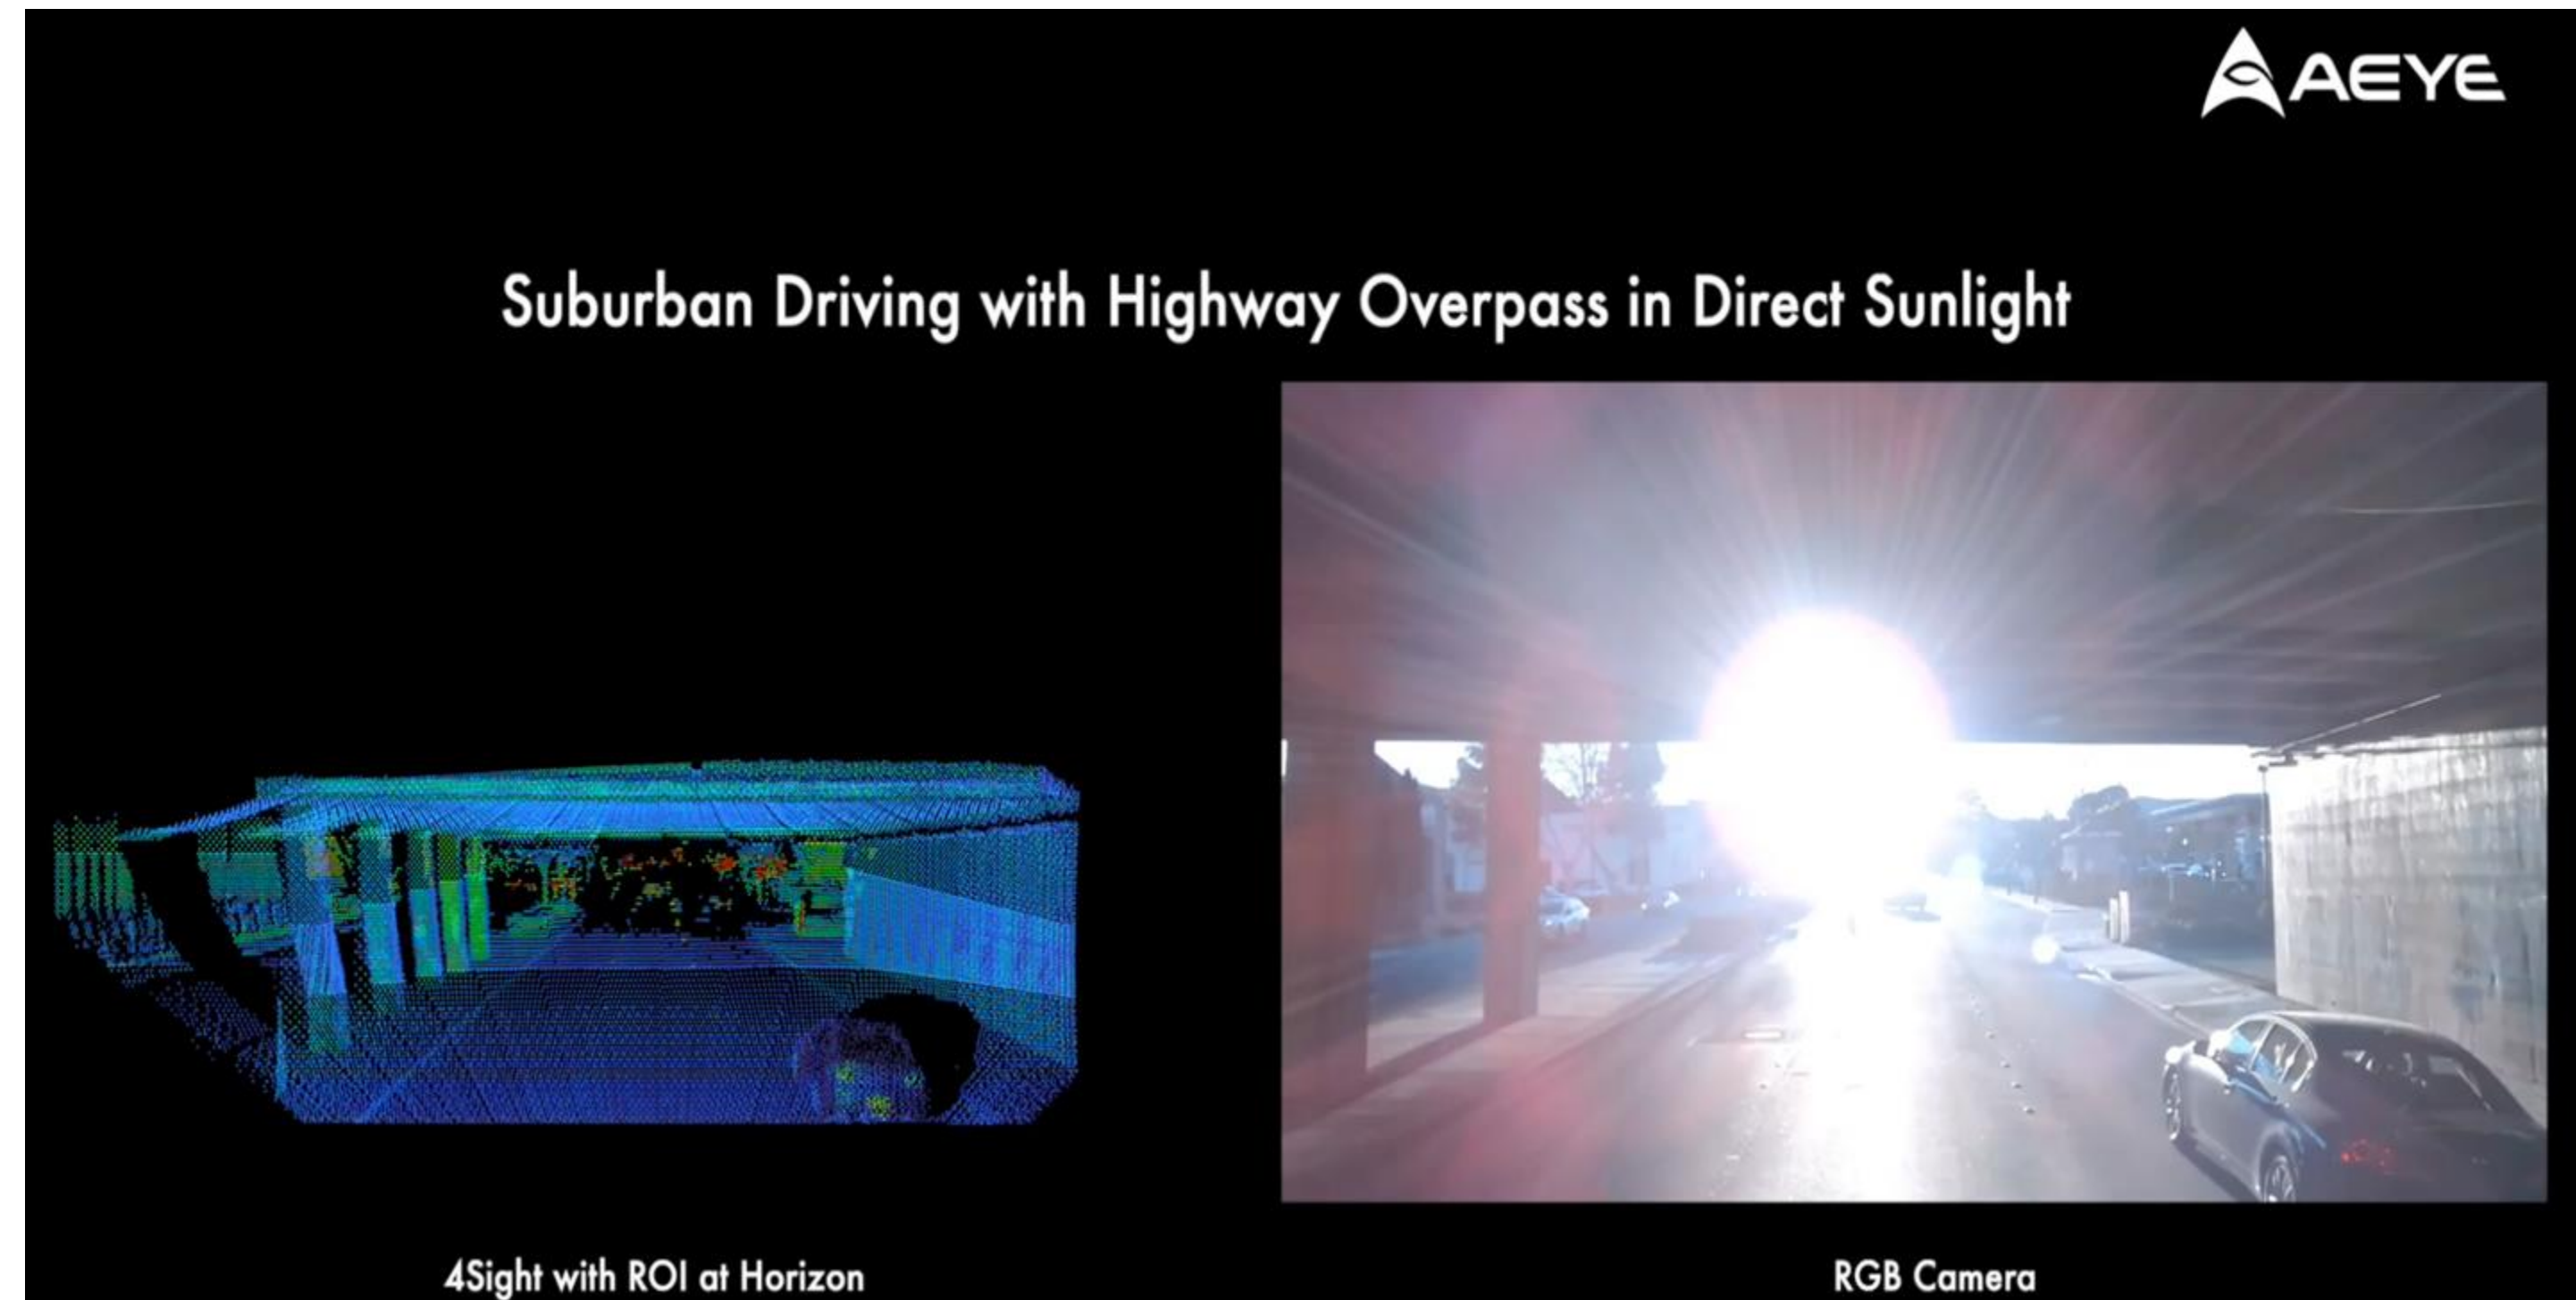 AEYE
Suburban Driving with Highway Overpass in Direct Sunlight
4Sight with ROI at Horizon
RGB Camera